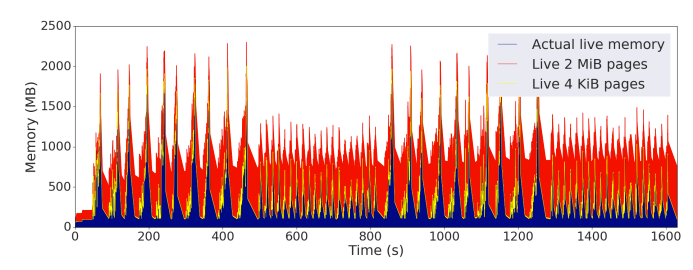 2500
2000
1500
1000
500
0
Memory (MB)
Actual live memory
Live 2 MiB pages
Live 4 KiB pages
0 200 400 600 800 1000 1200 1400 1600
Time (s)